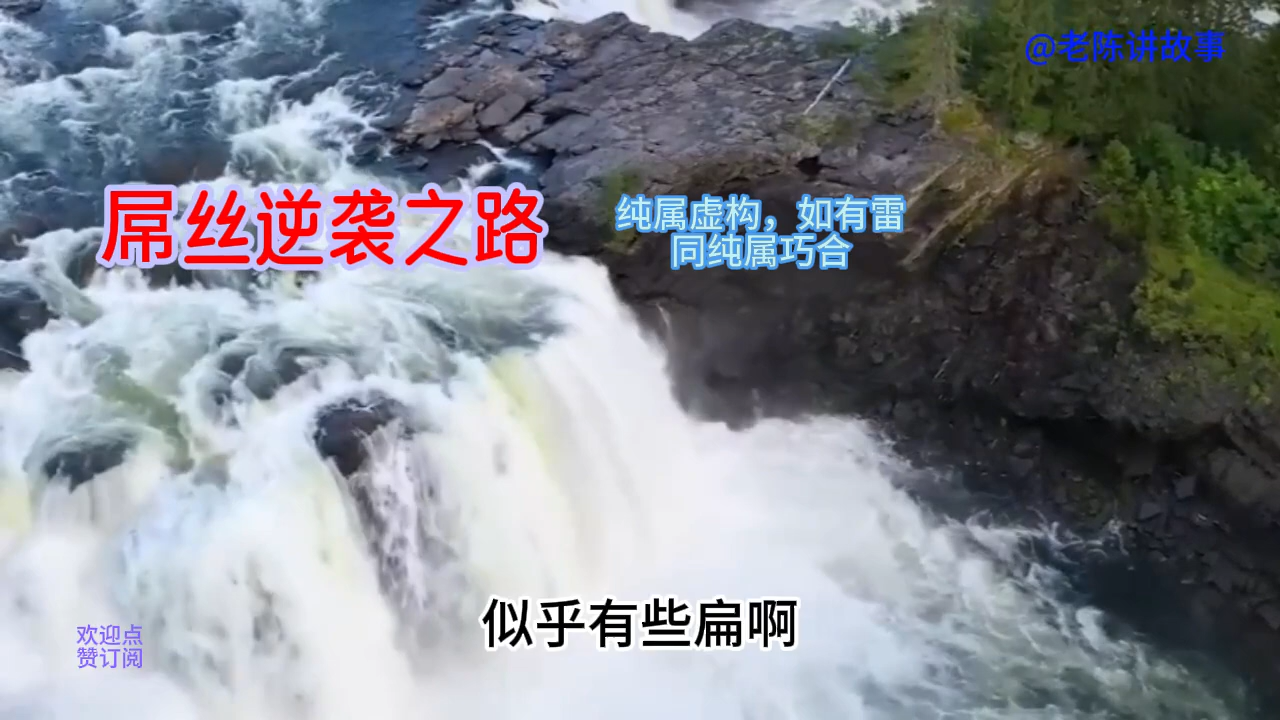 @老陈讲故事
屌丝逆袭之路
纯属虚构，如有雷
同纯属巧合
似乎有些扁啊
欢迎点
赞订阅